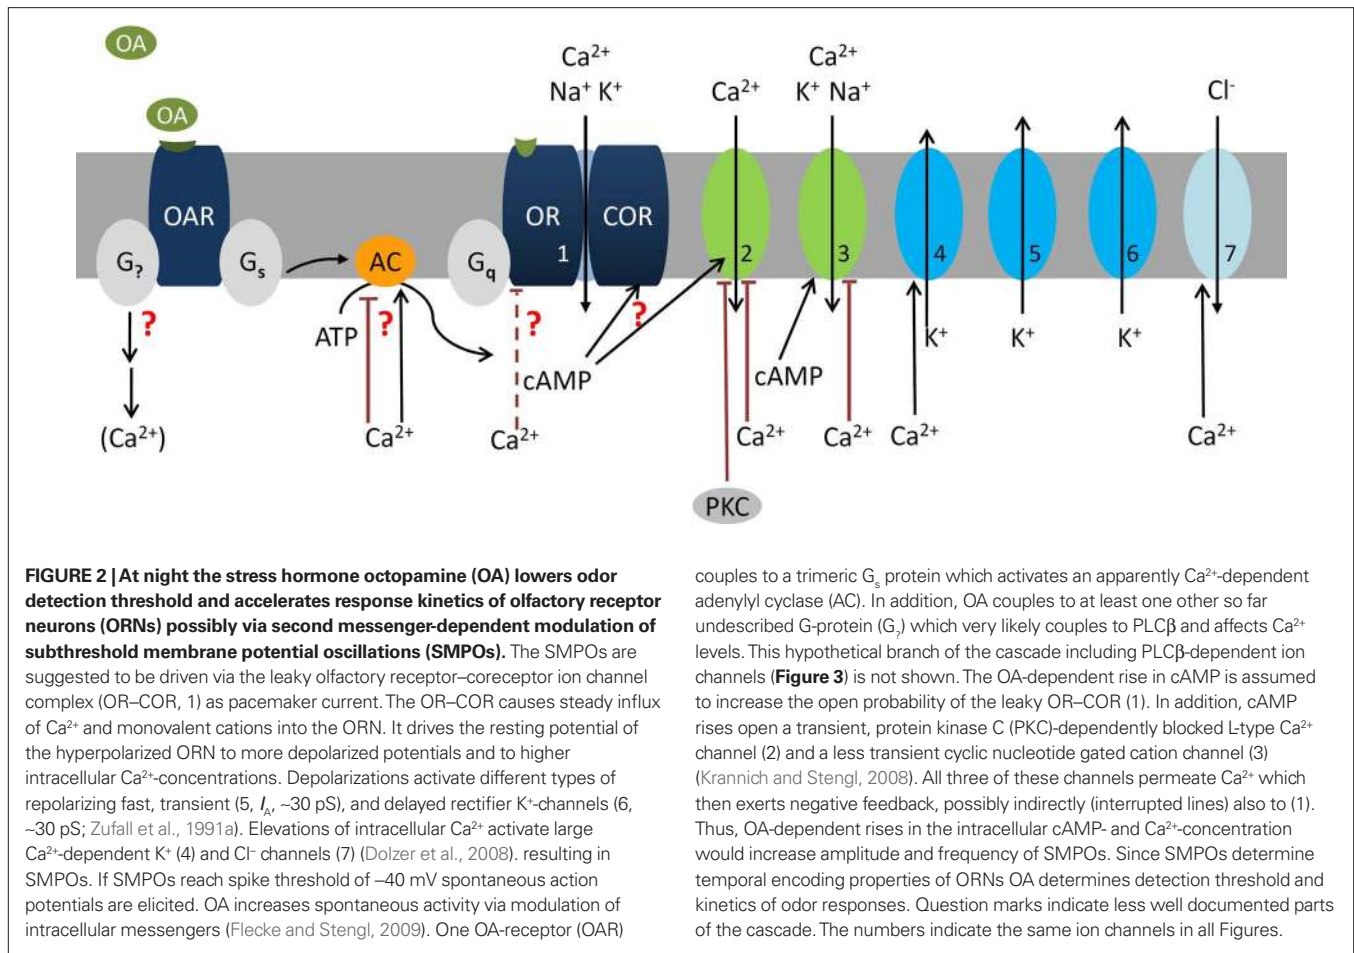 OA
Ca²⁺
Ca²⁺
Na⁺ K⁺
Ca²⁺
K⁺ Na⁺
Cl⁻
OA
OAR
OR
COR
G?
Gs
AC
Gq
1
2
3
4
5
6
7
?
ATP
?
?
?
K⁺
K⁺
K⁺
cAMP
cAMP
(Ca²⁺)
Ca²⁺
Ca²⁺
Ca²⁺
Ca²⁺
Ca²⁺
Ca²⁺
PKC
FIGURE 2 | At night the stress hormone octopamine (OA) lowers odor
detection threshold and accelerates response kinetics of olfactory receptor
neurons (ORNs) possibly via second messenger-dependent modulation of
subthreshold membrane potential oscillations (SMPOs). The SMPOs are
suggested to be driven via the leaky olfactory receptor–coreceptor ion channel
complex (OR–COR, 1) as pacemaker current. The OR–COR causes steady influx
of Ca²⁺ and monovalent cations into the ORN. It drives the resting potential of
the hyperpolarized ORN to more depolarized potentials and to higher
intracellular Ca²⁺-concentrations. Depolarizations activate different types of
repolarizing fast, transient (5, I_A, ~30 pS), and delayed rectifier K⁺-channels (6,
~30 pS; Zufall et al., 1991a). Elevations of intracellular Ca²⁺ activate large
Ca²⁺-dependent K⁺ (4) and Cl⁻ channels (7) (Dolzer et al., 2008). resulting in
SMPOs. If SMPOs reach spike threshold of –40 mV spontaneous action
potentials are elicited. OA increases spontaneous activity via modulation of
intracellular messengers (Flecke and Stengl, 2009). One OA-receptor (OAR)
couples to a trimeric Gs protein which activates an apparently Ca²⁺-dependent
adenylyl cyclase (AC). In addition, OA couples to at least one other so far
undescribed G-protein (G?) which very likely couples to PLCβ and affects Ca²⁺
levels. This hypothetical branch of the cascade including PLCβ-dependent ion
channels (Figure 3) is not shown. The OA-dependent rise in cAMP is assumed
to increase the open probability of the leaky OR–COR (1). In addition, cAMP
rises open a transient, protein kinase C (PKC)-dependently blocked L-type Ca²⁺
channel (2) and a less transient cyclic nucleotide gated cation channel (3)
(Krannich and Stengl, 2008). All three of these channels permeate Ca²⁺ which
then exerts negative feedback, possibly indirectly (interrupted lines) also to (1).
Thus, OA-dependent rises in the intracellular cAMP- and Ca²⁺-concentration
would increase amplitude and frequency of SMPOs. Since SMPOs determine
temporal encoding properties of ORNs OA determines detection threshold and
kinetics of odor responses. Question marks indicate less well documented parts
of the cascade. The numbers indicate the same ion channels in all Figures.